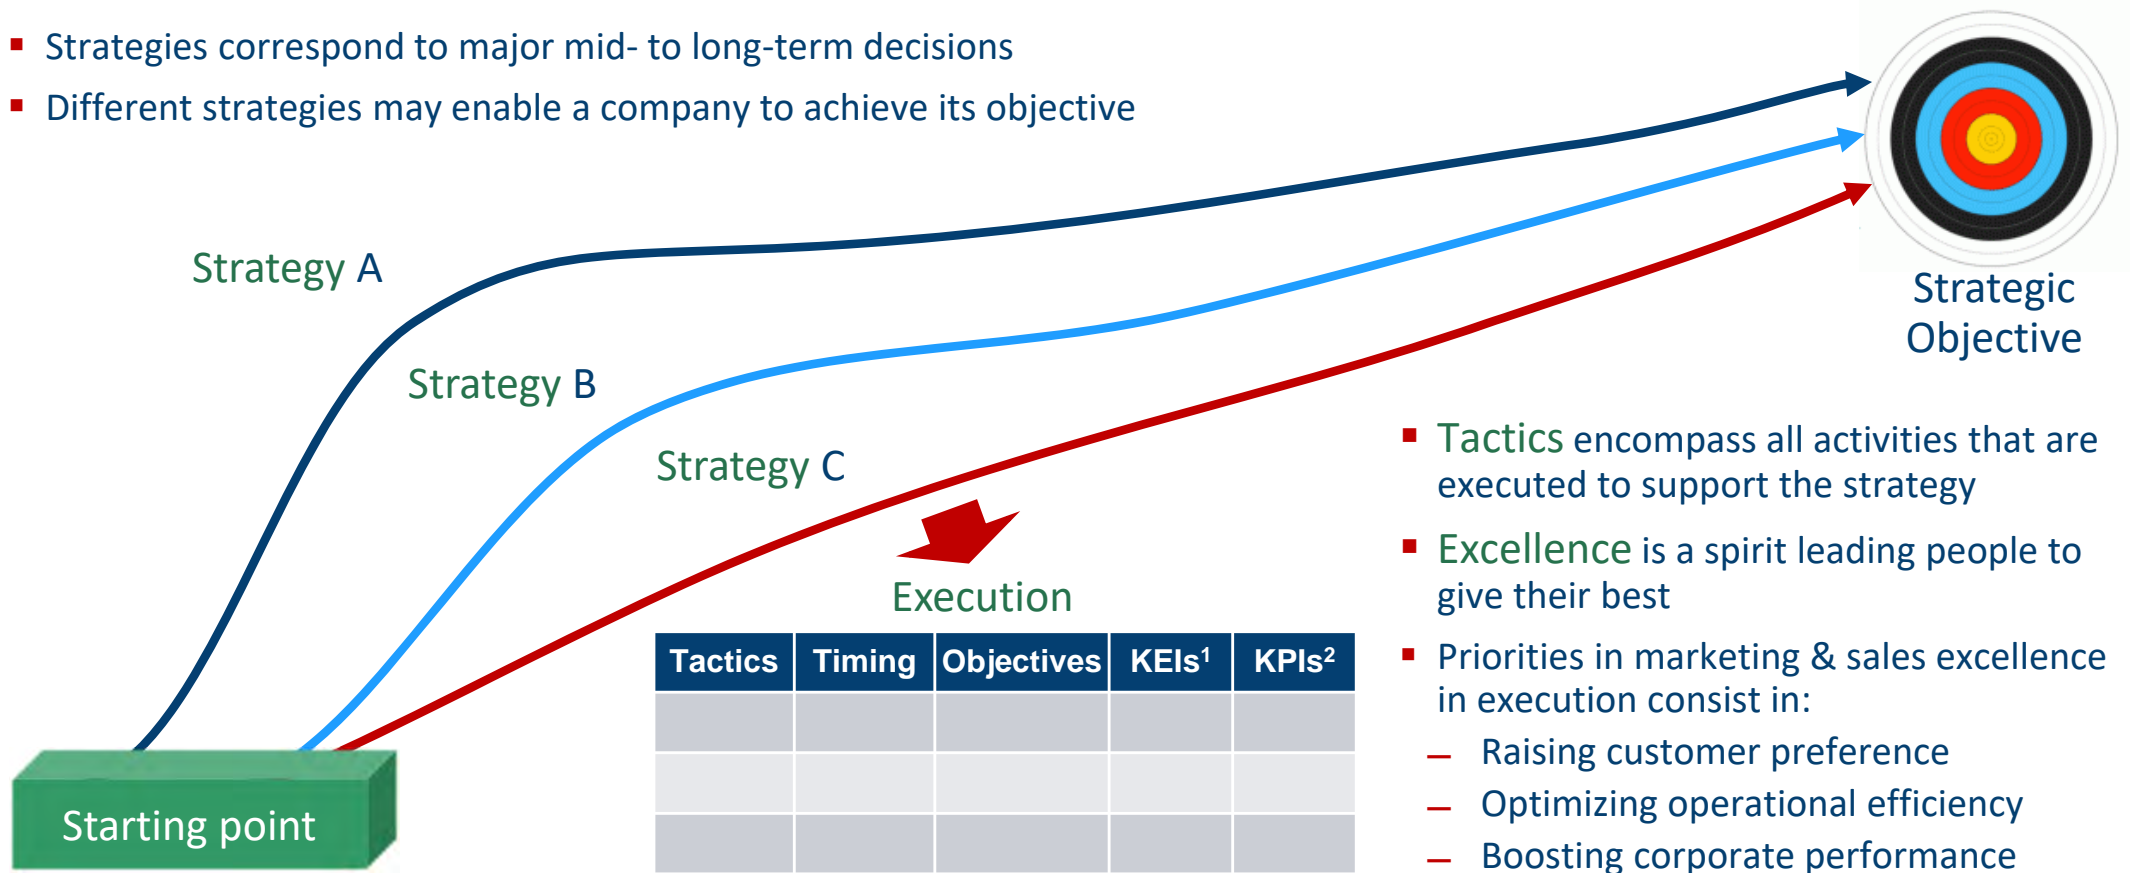 ▪ Strategies correspond to major mid- to long-term decisions
▪ Different strategies may enable a company to achieve its objective
Strategy A
Strategy B
Strategy C
Strategic
Objective
Execution
Tactics Timing Objectives KEIs¹ KPIs²
Starting point
▪ Tactics encompass all activities that are
executed to support the strategy
▪ Excellence is a spirit leading people to
give their best
▪ Priorities in marketing & sales excellence
in execution consist in:
– Raising customer preference
– Optimizing operational efficiency
– Boosting corporate performance